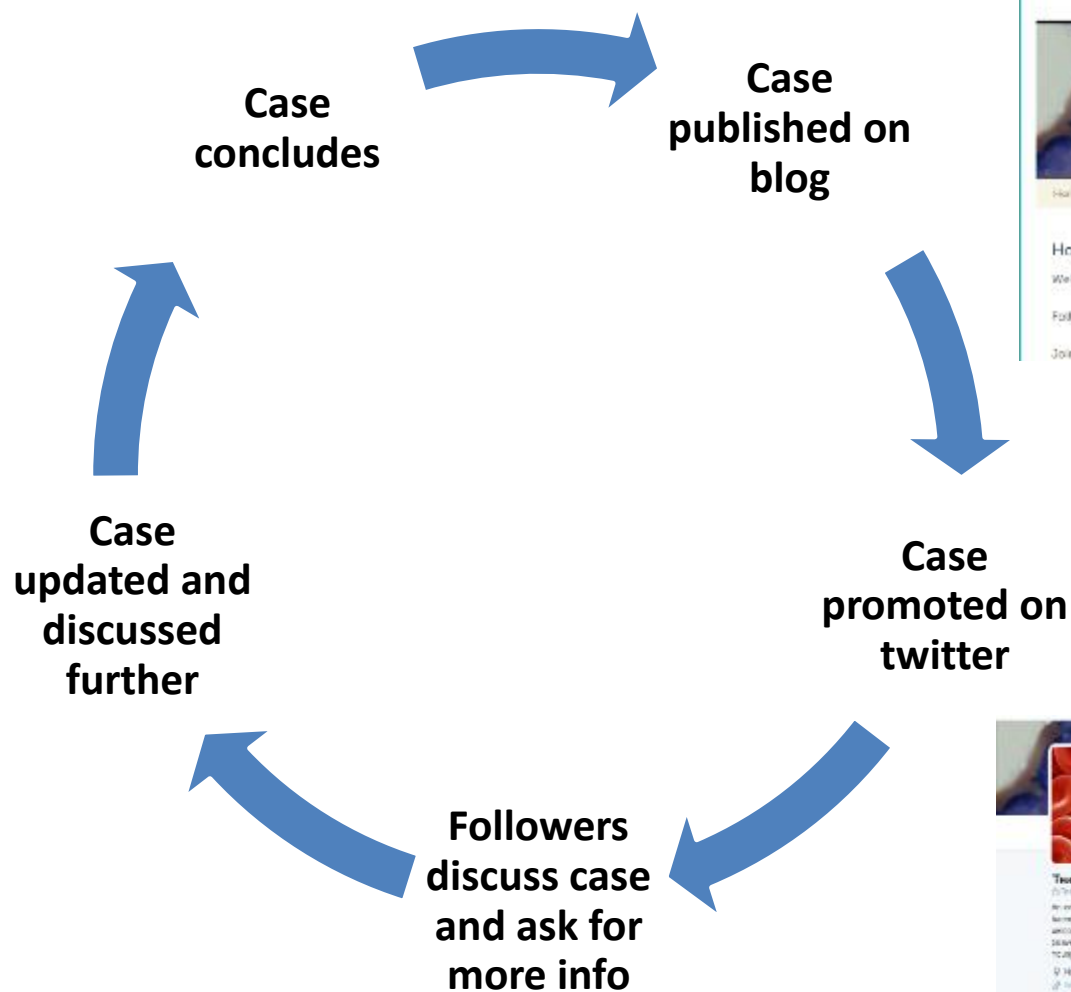 Case
concludes
Case
published on
blog
Case
promoted on
twitter
Followers
discuss case
and ask for
more info
Case
updated and
discussed
further